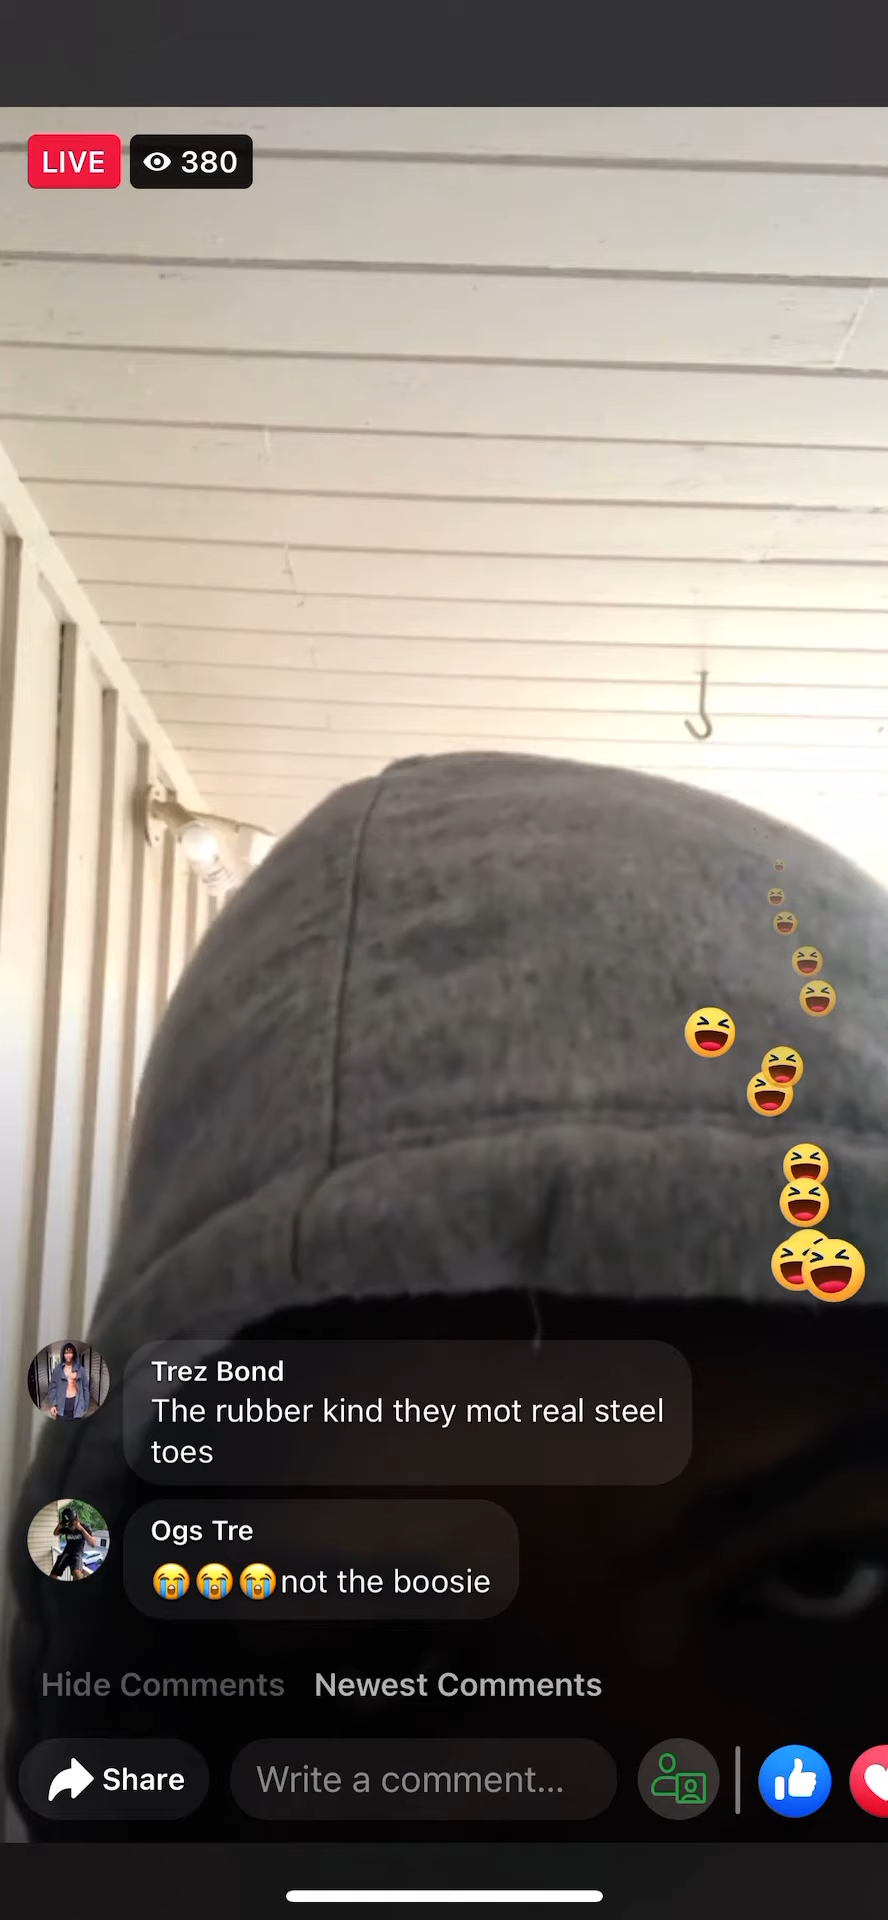 LIVE 380
Trez Bond
The rubber kind they mot real steel
toes
Ogs Tre
😭😭😭not the boosie
Hide Comments Newest Comments
Share Write a comment...